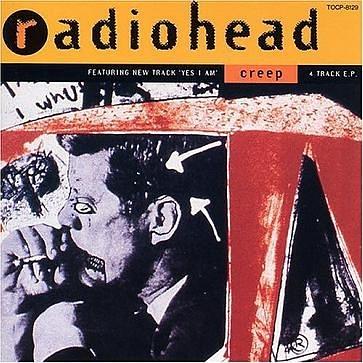 TOCP-8129
radiohead
FEATURING NEW TRACK 'YES I AM' creep 4 TRACK E.P.
I